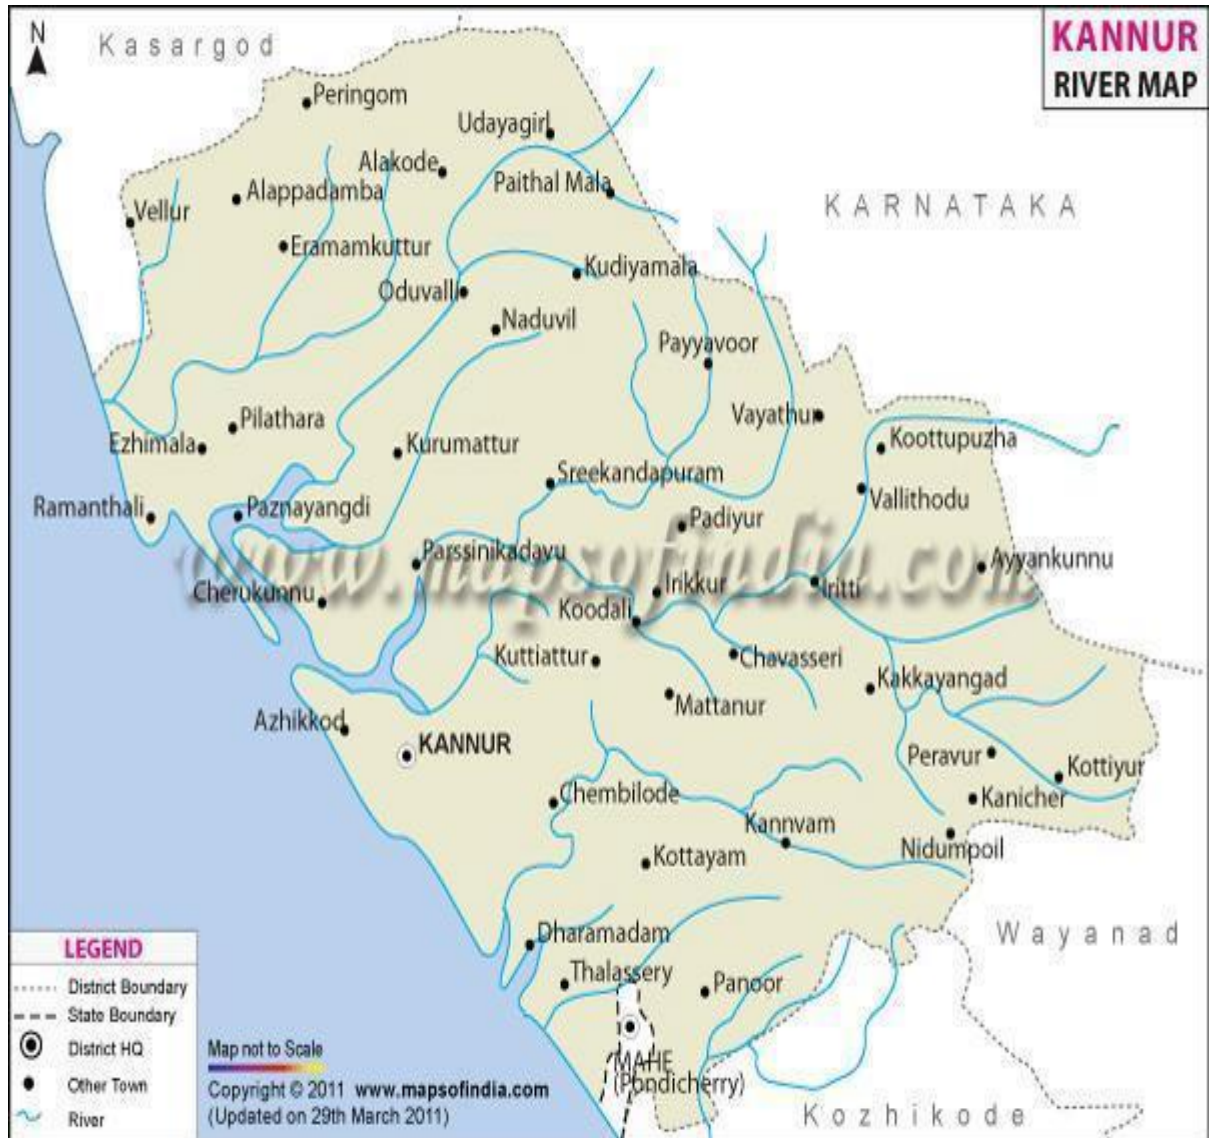 KANNUR
RIVER MAP
N
Kasargod
Peringom
Udayagiri
Alakode
Paithal Mala
Alappadamba
Vellur
KARNATAKA
Eramamkuttur
Kudiyamala
Oduvalli
Naduvil
Payyavoor
Vayathur
Pilathara
Koottupuzha
Ezhimala
Kurumattur
Sreekandapuram
Vallithodu
Ramanthali
Paznayangdi
Padiyur
www.mapsofindia.com
Parssinikadavu
Ayyankunnu
Cherukunnu
Irikkur
Iritti
Koodali
Kuttiattur
Chavasseri
Kakkayangad
Mattanur
Azhikkod
KANNUR
Peravur
Kottiyur
Chembilode
Kanicher
Kannvam
Nidumpoil
Kottayam
Wayanad
Dharamadam
Thalassery
Panoor
MAHE
(Pondicherry)
Kozhikode
LEGEND
District Boundary
State Boundary
District HQ
Other Town
River
Map not to Scale
Copyright © 2011 www.mapsofindia.com
(Updated on 29th March 2011)